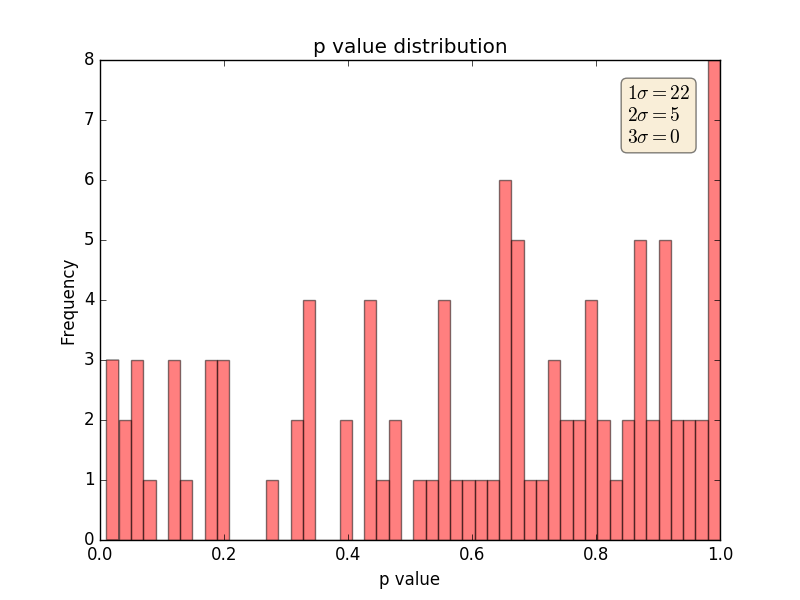 p value distribution
8
7
6
5
4
3
2
1
0
Frequency
1σ = 22
2σ = 5
3σ = 0
0.0 0.2 0.4 0.6 0.8 1.0
p value